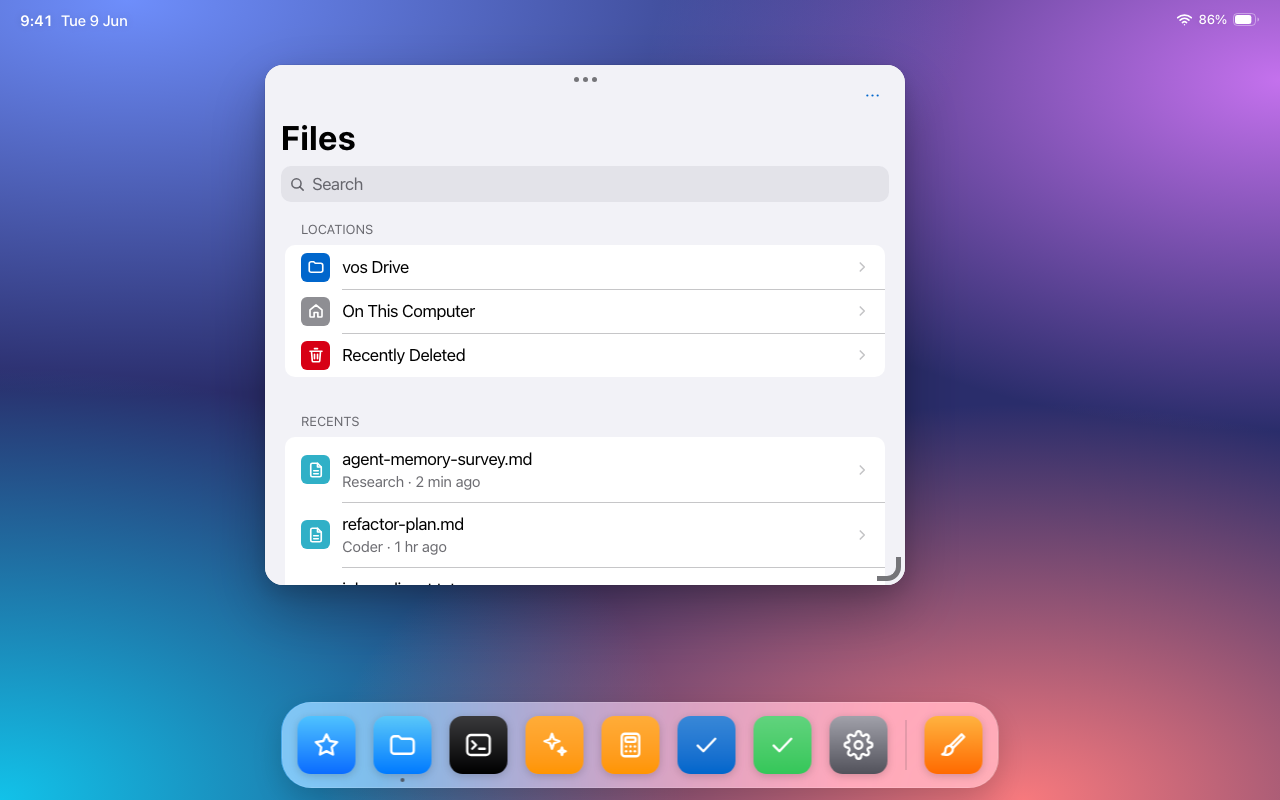 9:41 Tue 9 Jun
86%
Files
Search
LOCATIONS
vos Drive
On This Computer
Recently Deleted
RECENTS
agent-memory-survey.md
Research · 2 min ago
refactor-plan.md
Coder · 1 hr ago